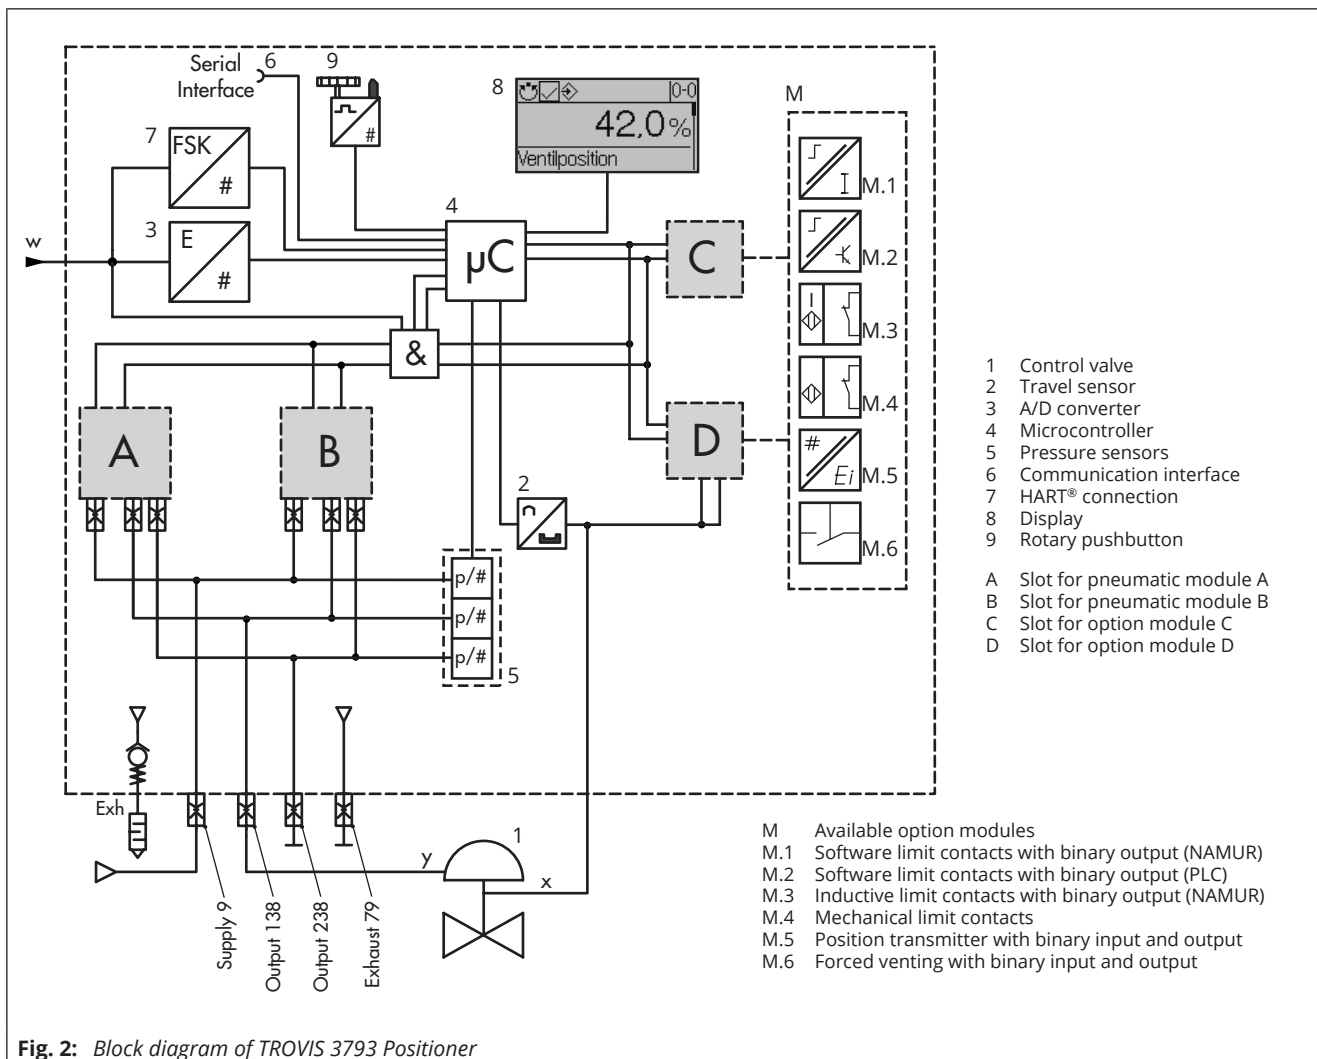 Serial
Interface
6
9
8
0-0
42,0%
Ventilposition
M
7
FSK
#
#
M.1
4
w
3
E
#
µC
C
M.2
M.3
&
M.4
A
B
D
#
Ei
M.5
2
M.6
p/#
p/#
p/#
5
Exh
1
y
x
Supply 9
Output 138
Output 238
Exhaust 79
1 Control valve
2 Travel sensor
3 A/D converter
4 Microcontroller
5 Pressure sensors
6 Communication interface
7 HART® connection
8 Display
9 Rotary pushbutton
A Slot for pneumatic module A
B Slot for pneumatic module B
C Slot for option module C
D Slot for option module D
M Available option modules
M.1 Software limit contacts with binary output (NAMUR)
M.2 Software limit contacts with binary output (PLC)
M.3 Inductive limit contacts with binary output (NAMUR)
M.4 Mechanical limit contacts
M.5 Position transmitter with binary input and output
M.6 Forced venting with binary input and output
Fig. 2: Block diagram of TROVIS 3793 Positioner